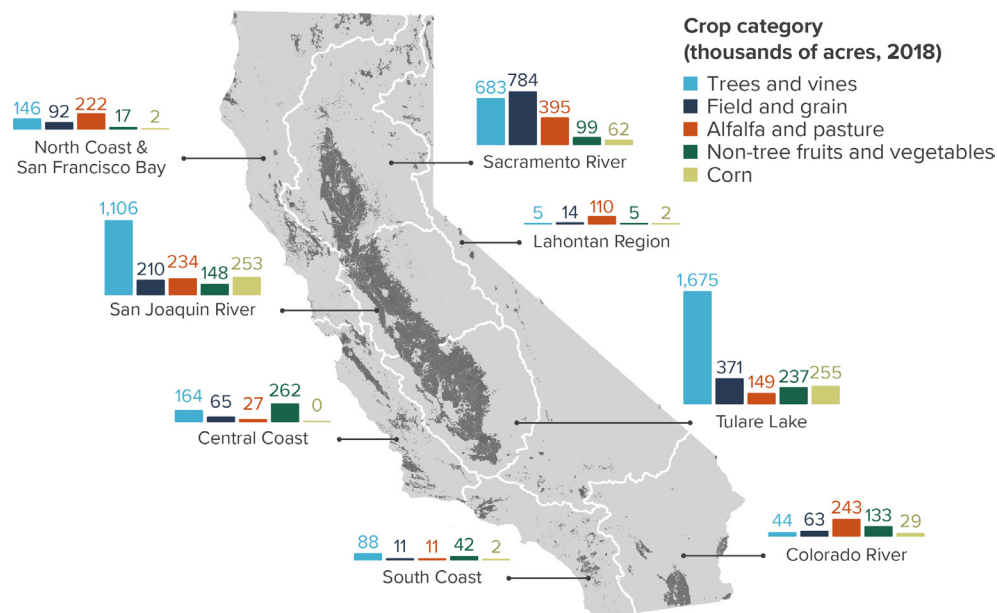 Crop category
(thousands of acres, 2018)
Trees and vines
Field and grain
Alfalfa and pasture
Non-tree fruits and vegetables
Corn
146 92 222 17 2
North Coast &
San Francisco Bay
683 784 395 99 62
Sacramento River
5 14 110 5 2
Lahontan Region
1,106 210 234 148 253
San Joaquin River
1,675 371 149 237 255
Tulare Lake
164 65 27 262 0
Central Coast
44 63 243 133 29
Colorado River
88 11 11 42 2
South Coast